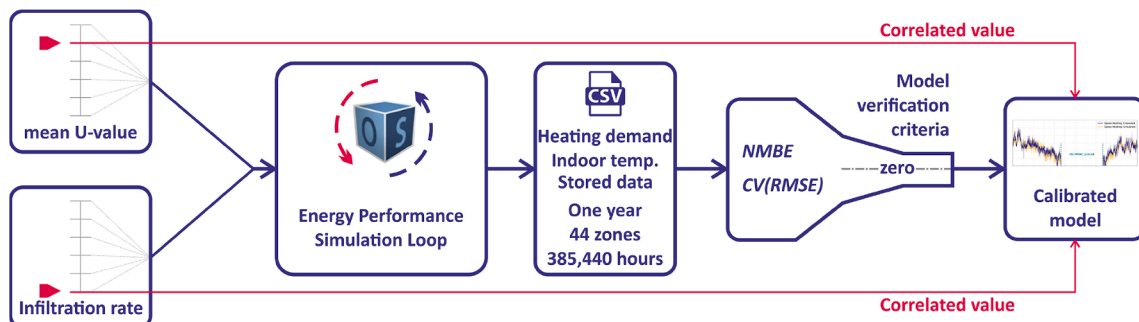 mean U-value
Infiltration rate
OS
Energy Performance
Simulation Loop
CSV
Heating demand
Indoor temp.
Stored data
One year
44 zones
385,440 hours
NMBE
CV(RMSE)
Model
verification
criteria
zero
Correlated value
Calibrated
model
Correlated value